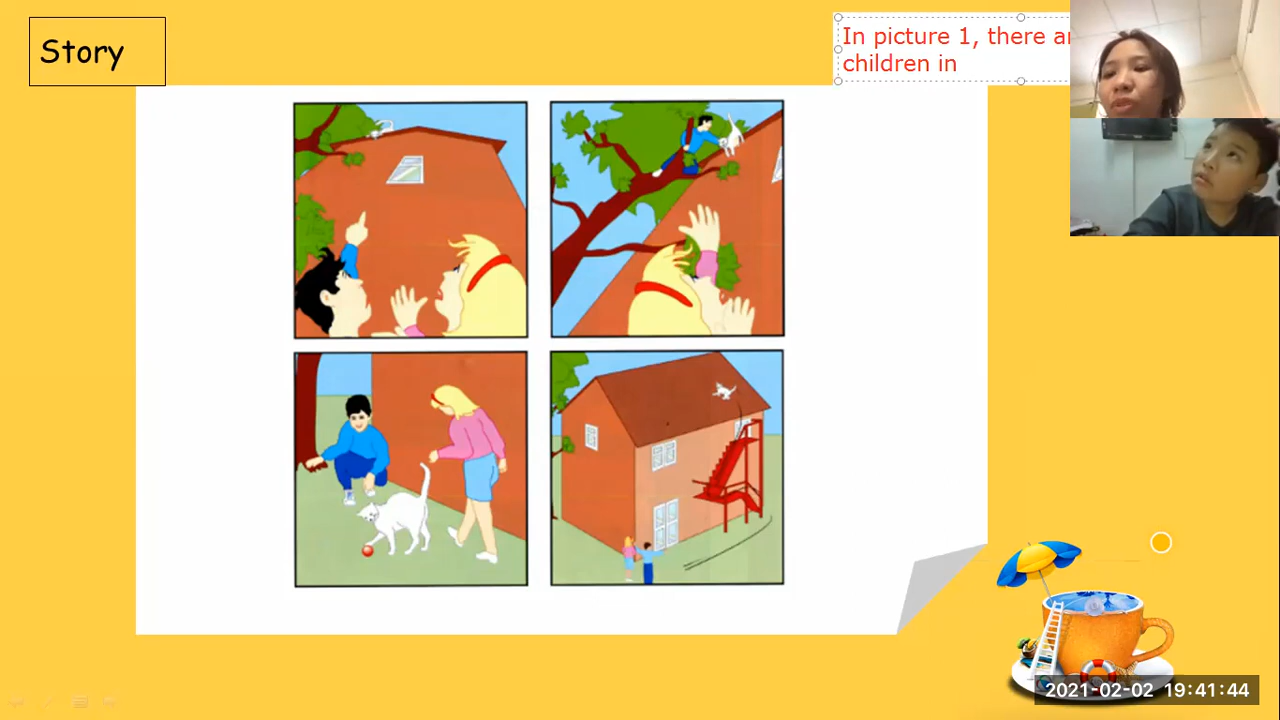 Story
In picture 1, there
children in
2021-02-02 19:41:44